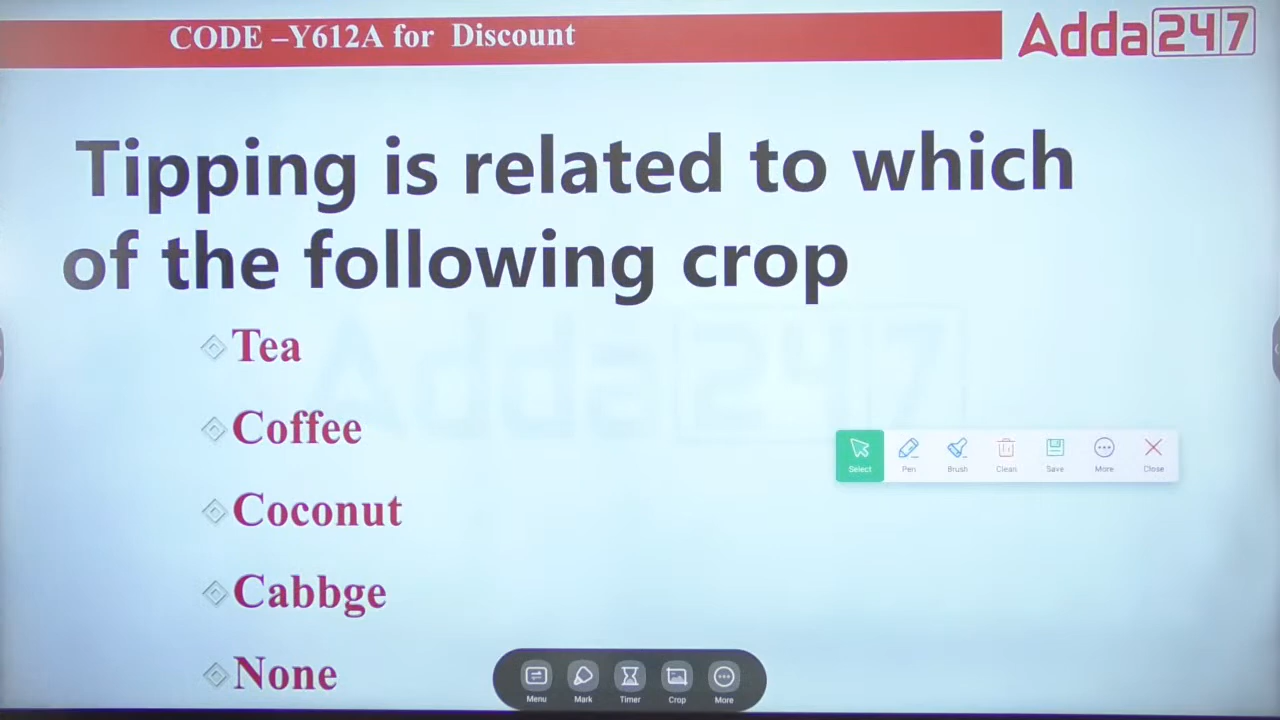 CODE –Y612A for Discount
Adda247
Tipping is related to which
of the following crop
Tea
Coffee
Coconut
Cabbge
None
Adda247
Select
Pen
Brush
Clean
Save
More
Close
Menu
Mark
Timer
Crop
More